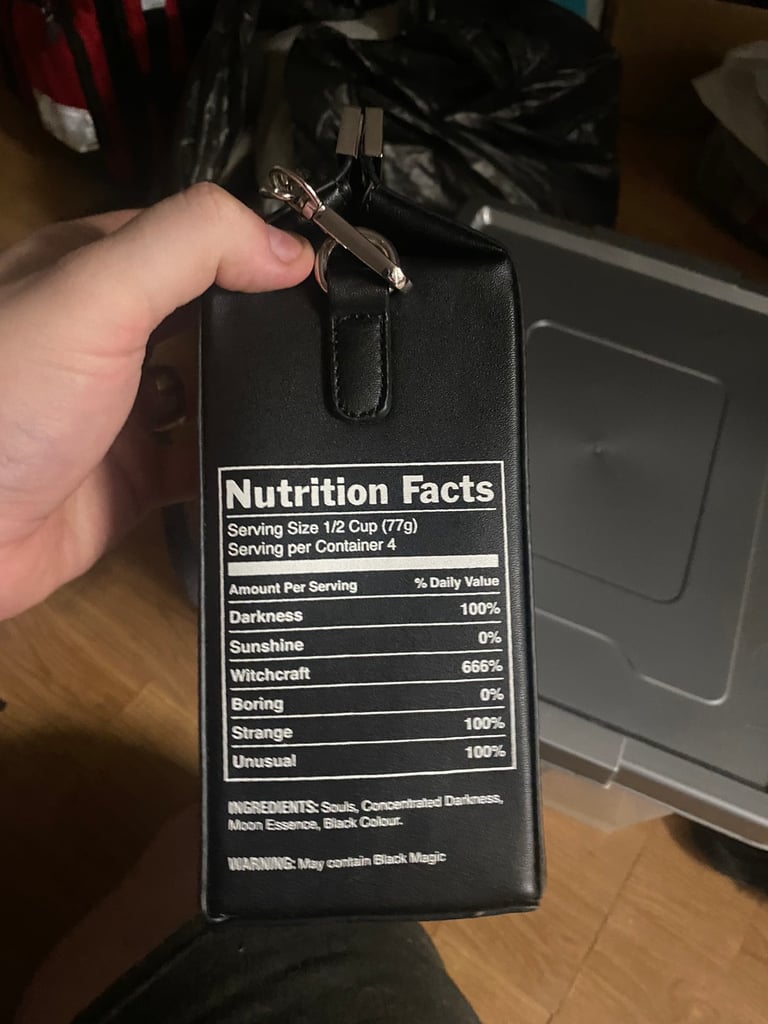 Nutrition Facts
Serving Size 1/2 Cup (77g)
Serving per Container 4
Amount Per Serving % Daily Value
Darkness 100%
Sunshine 0%
Witchcraft 666%
Boring 0%
Strange 100%
Unusual 100%
INGREDIENTS: Souls, Concentrated Darkness,
Moon Essence, Black Colour.
WARNING: May contain Black Magic